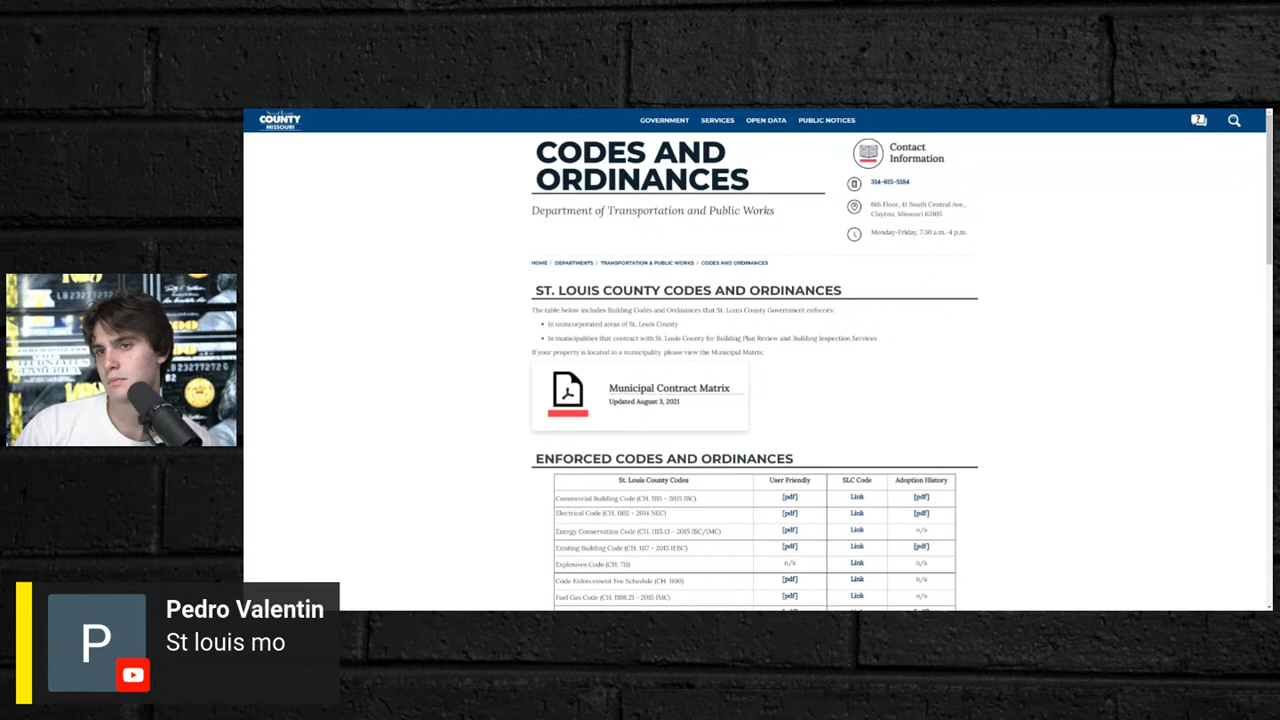 COUNTY
MISSOURI
GOVERNMENT SERVICES OPEN DATA PUBLIC NOTICES
?
CODES AND
ORDINANCES
Department of Transportation and Public Works
Contact
Information
314-615-5184
6th Floor, 41 South Central Ave.,
Clayton, Missouri 63105
Monday-Friday, 7:30 a.m.-4 p.m.
HOME / DEPARTMENTS / TRANSPORTATION & PUBLIC WORKS / CODES AND ORDINANCES
ST. LOUIS COUNTY CODES AND ORDINANCES
The table below includes Building Codes and Ordinances that St. Louis County Government enforces:
• In unincorporated areas of St. Louis County
• In municipalities that contract with St. Louis County for Building Plan Review and Building Inspection Services
If your property is located in a municipality, please view the Municipal Matrix:
Municipal Contract Matrix
Updated August 3, 2021
ENFORCED CODES AND ORDINANCES
St. Louis County Codes User Friendly SLC Code Adoption History
Commercial Building Code (CH. 1115 - 2015 IBC) [pdf] Link [pdf]
Electrical Code (CH. 1102 - 2014 NEC) [pdf] Link [pdf]
Energy Conservation Code (CH. 1115.13 - 2015 IBC/IMC) [pdf] Link n/a
Existing Building Code (CH. 1117 - 2015 IEBC) [pdf] Link [pdf]
Explosives Code (CH. 711) n/a Link n/a
Code Enforcement Fee Schedule (CH. 1100) [pdf] Link n/a
Fuel Gas Code (CH. 1108.21 - 2015 IMC) [pdf] Link n/a
P
Pedro Valentin
St louis mo